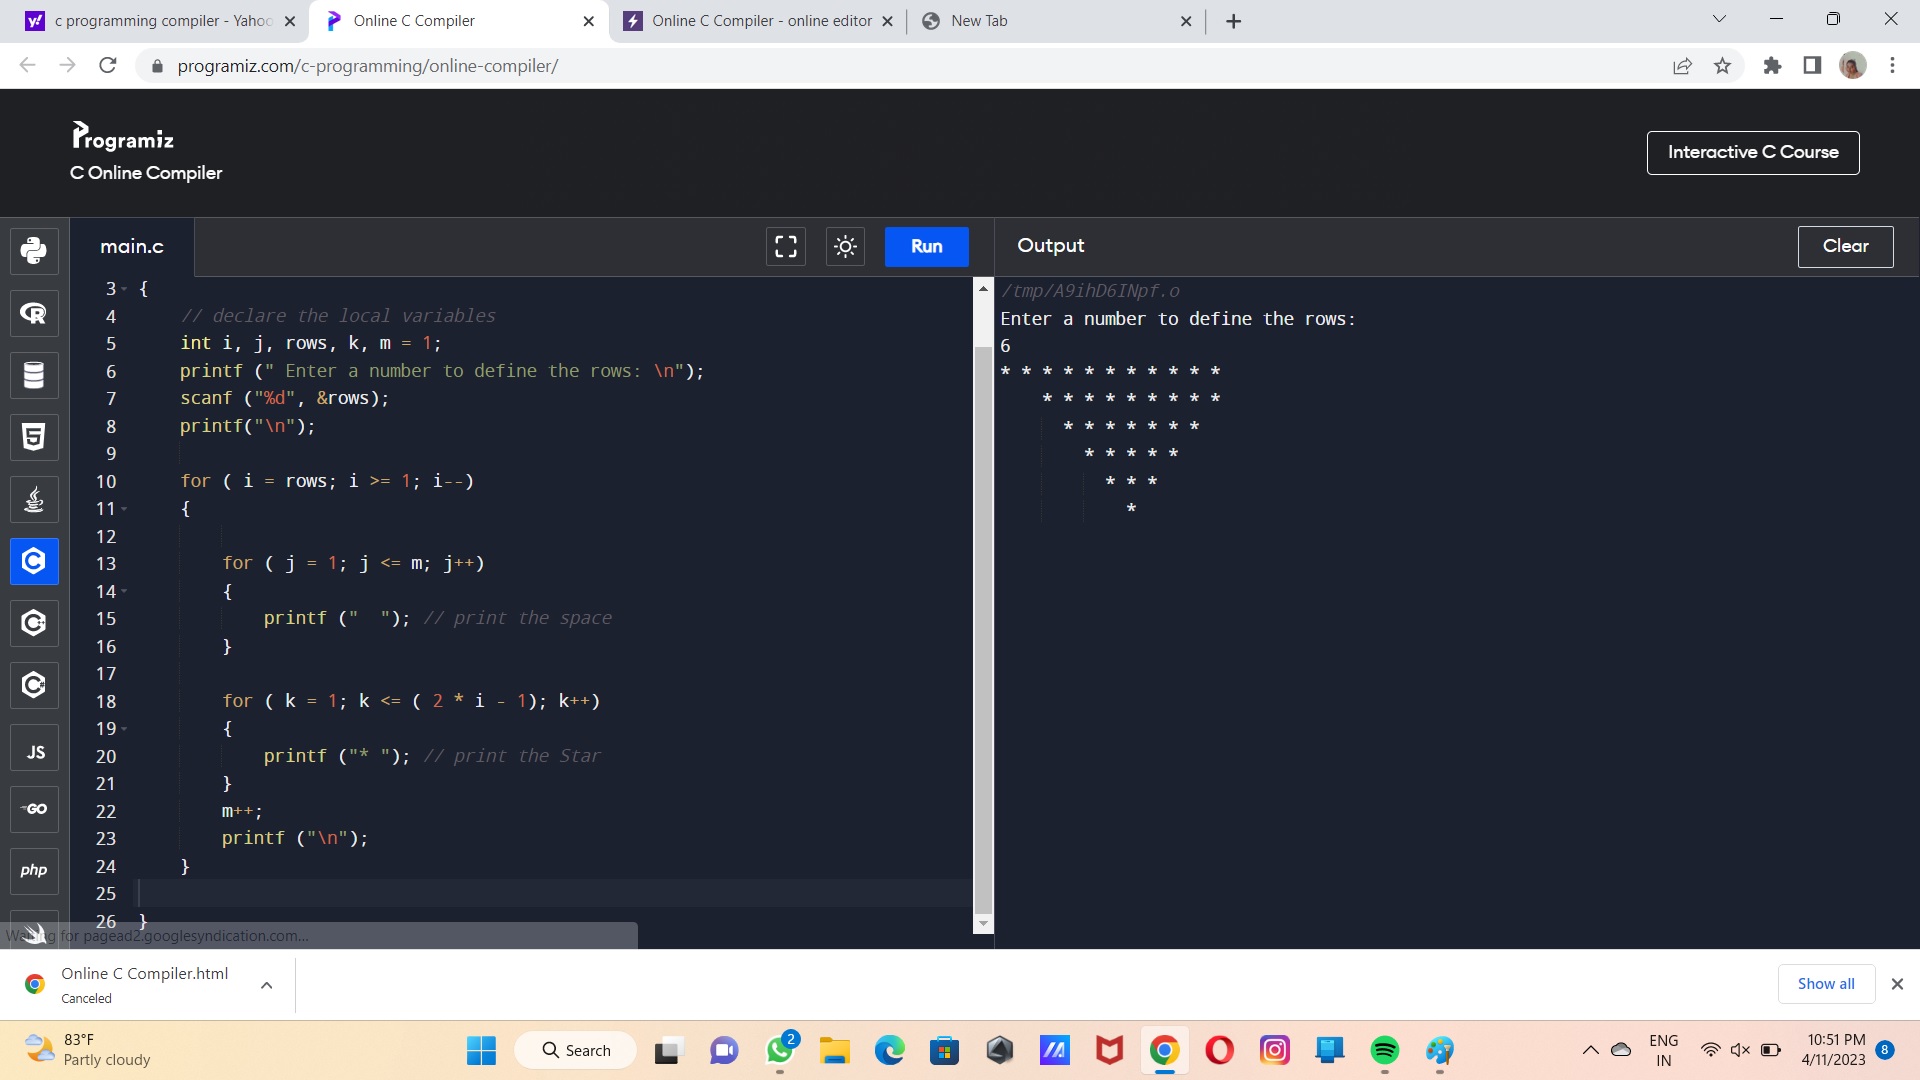 c programming compiler - Yahoo
Online C Compiler
Online C Compiler - online editor
New Tab
programiz.com/c-programming/online-compiler/
Programiz
C Online Compiler
Interactive C Course
main.c
Run
Output
Clear
3 {
4 // declare the local variables
5 int i, j, rows, k, m = 1;
6 printf (" Enter a number to define the rows: \n");
7 scanf ("%d", &rows);
8 printf("\n");
9
10 for ( i = rows; i >= 1; i--)
11 {
12
13 for ( j = 1; j <= m; j++)
14 {
15 printf ("  "); // print the space
16 }
17
18 for ( k = 1; k <= ( 2 * i - 1); k++)
19 {
20 printf ("* "); // print the Star
21 }
22 m++;
23 printf ("\n");
24 }
25
26 }
/tmp/A9ihD6INpf.o
Enter a number to define the rows:
6
* * * * * * * * * * *
* * * * * * * * *
* * * * * * *
* * * * *
* * *
*
JS
GO
php
Waiting for pagead2.googlesyndication.com...
Online C Compiler.html
Canceled
Show all
83°F
Partly cloudy
Search
2
ENG
IN
10:51 PM
4/11/2023
8